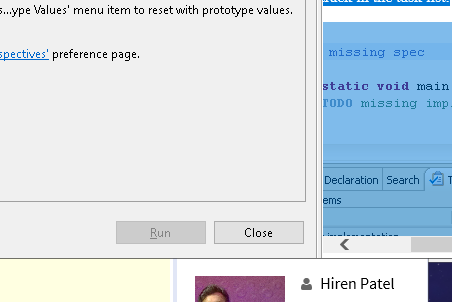 s...ype Values' menu item to reset with prototype values.
spectives' preference page.
missing spec
static void main
TODO missing imp
Declaration Search
ems
Run Close
Hiren Patel